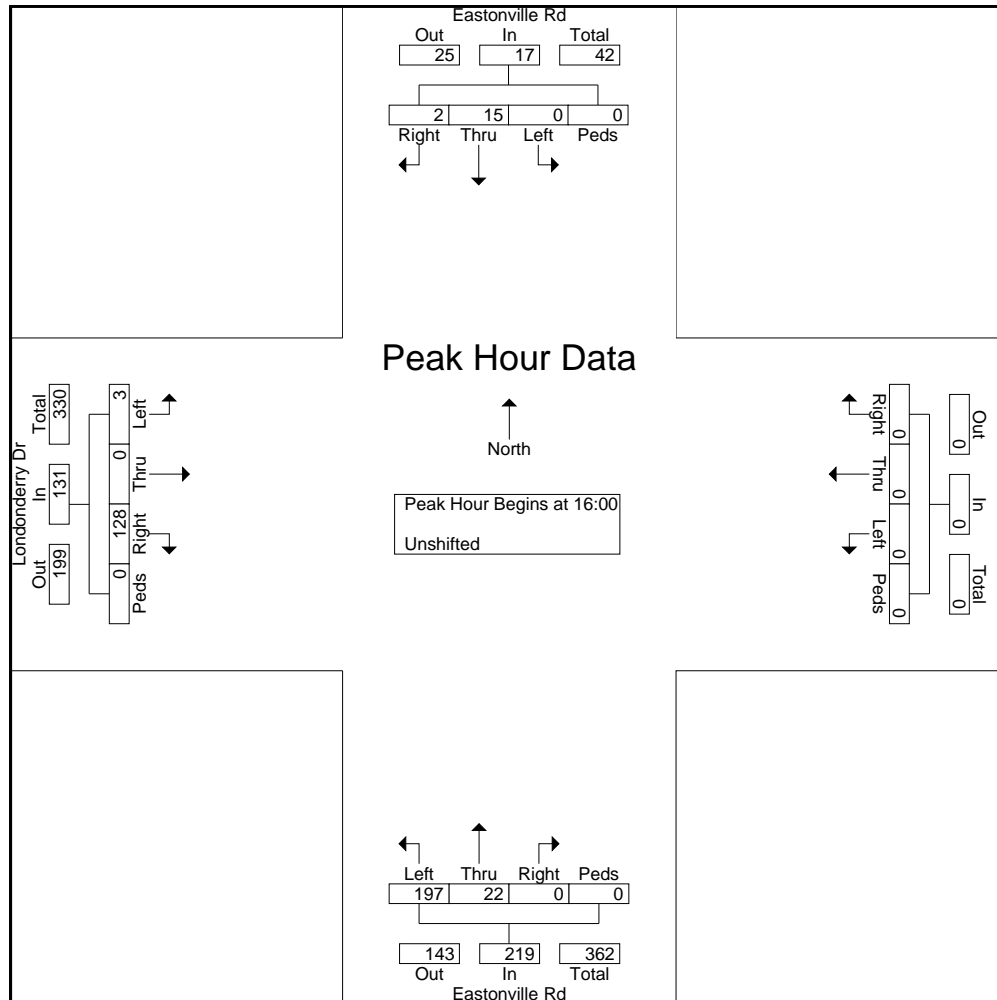 Eastonville Rd
Out In Total
25 17 42
2 15 0 0
Right Thru Left Peds
Peak Hour Data
North
Peak Hour Begins at 16:00
Unshifted
Londonderry Dr
Total In Out
330 131 199
3 0 128 0
Left Thru Right Peds
Out In Total
0 0 0
0 0 0 0
Right Thru Left Peds
Left Thru Right Peds
197 22 0 0
143 219 362
Out In Total
Eastonville Rd